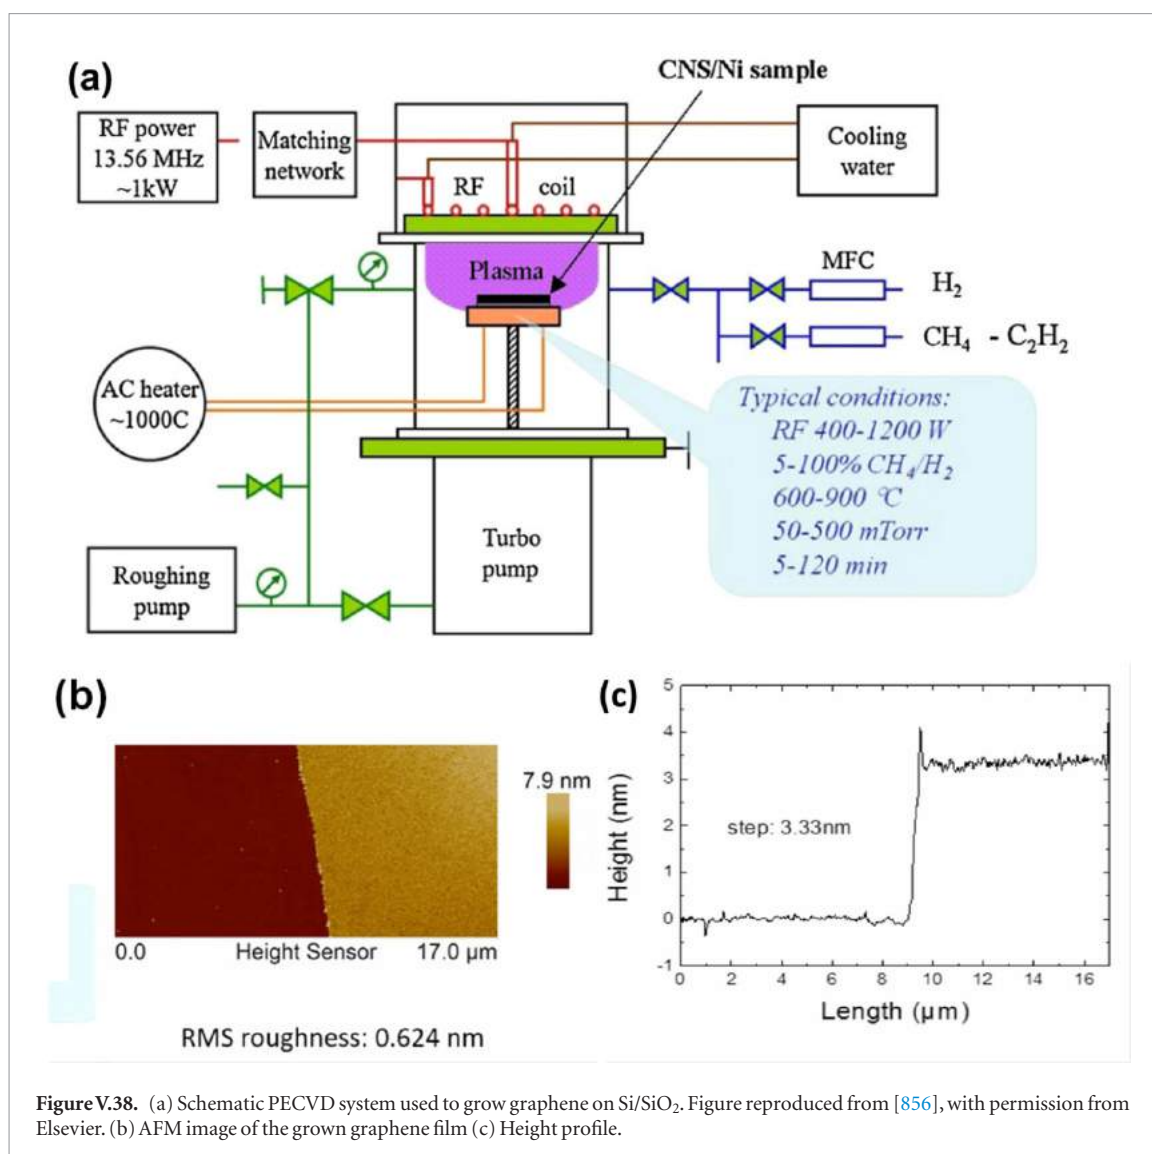 (a)
CNS/Ni sample
RF power
13.56 MHz
~1kW
Matching
network
Cooling
water
RF coil
Plasma
MFC
H₂
CH₄ - C₂H₂
AC heater
~1000C
Typical conditions:
RF 400-1200 W
5-100% CH₄/H₂
600-900 ℃
50-500 mTorr
5-120 min
Turbo
pump
Roughing
pump
(b)
7.9 nm
0.0 Height Sensor 17.0 µm
RMS roughness: 0.624 nm
(c)
5
4
3
2
1
0
-1
Height (nm)
step: 3.33nm
0 2 4 6 8 10 12 14 16
Length (µm)
Figure V.38. (a) Schematic PECVD system used to grow graphene on Si/SiO₂. Figure reproduced from [856], with permission from
Elsevier. (b) AFM image of the grown graphene film (c) Height profile.